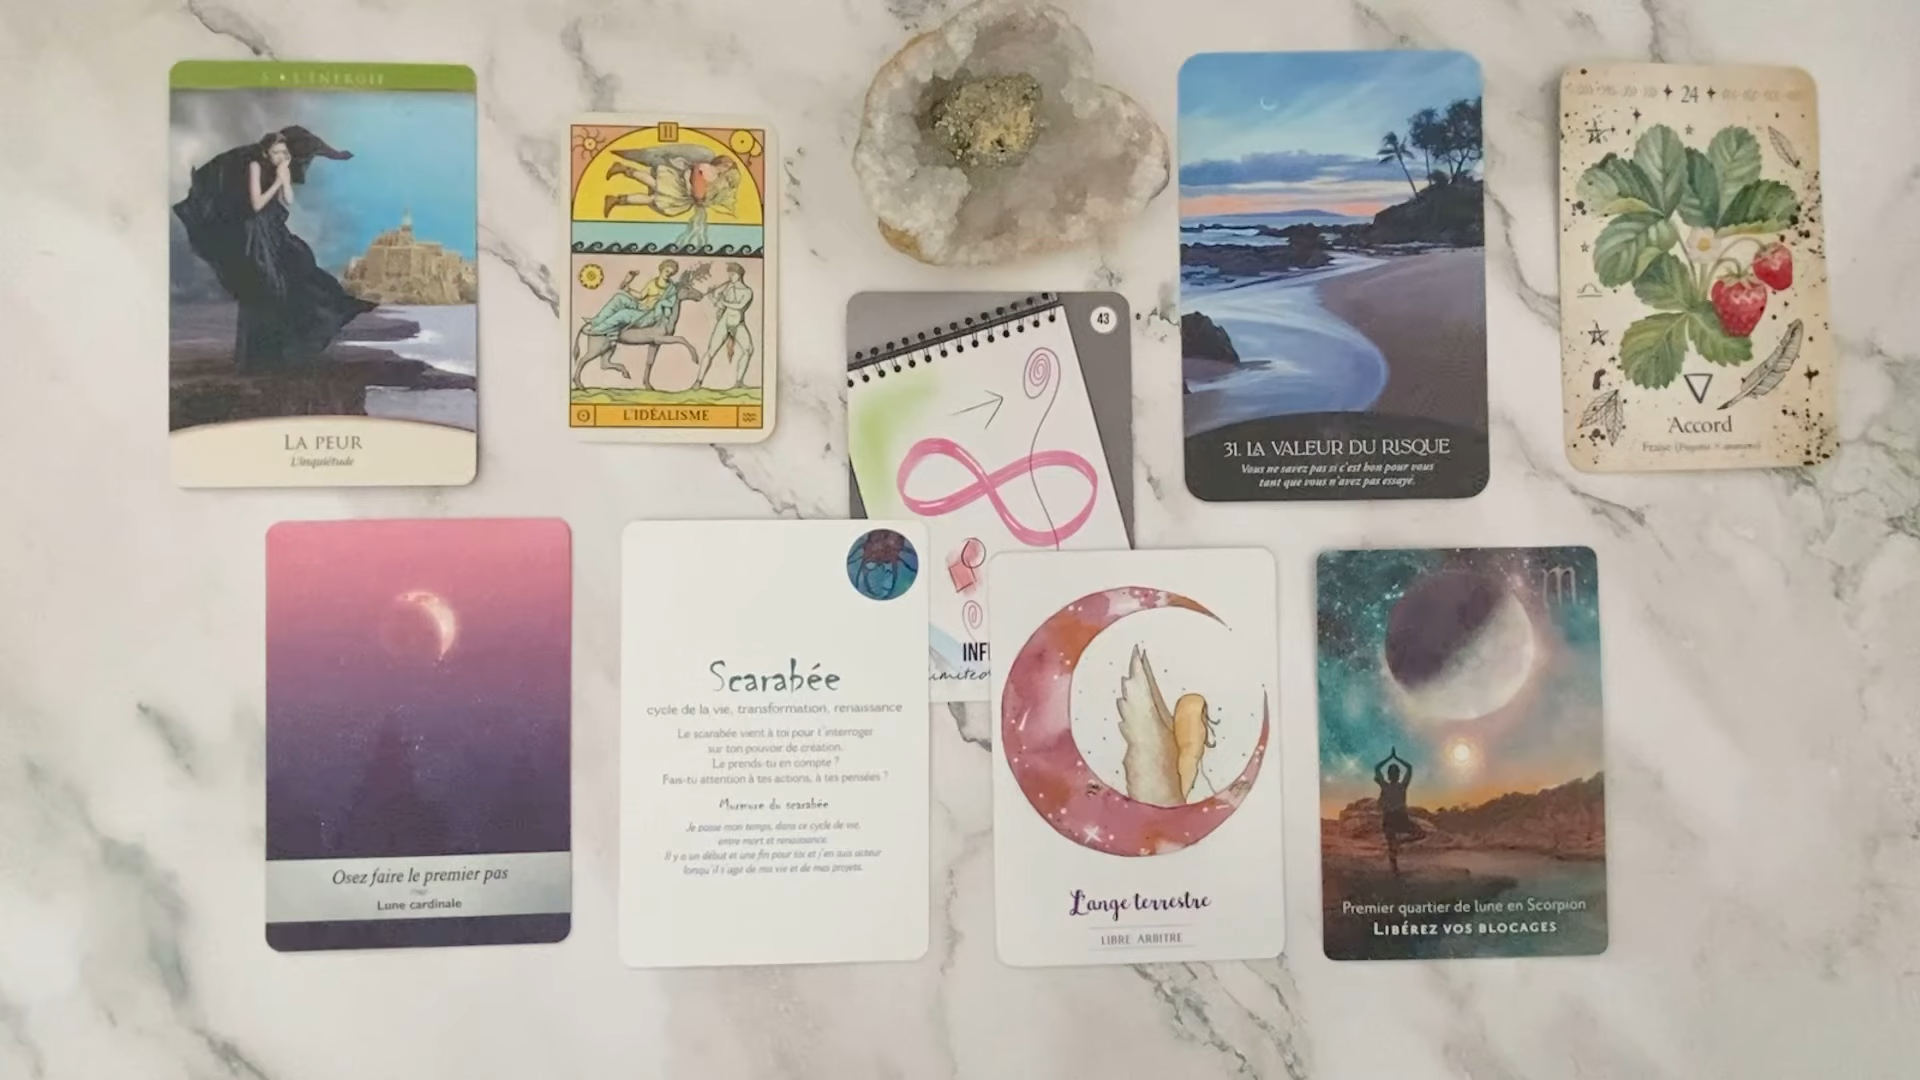 5 • L'ÉNERGIE
LA PEUR
L'inquiétude
II
L'IDÉALISME
43
INFI
31. LA VALEUR DU RISQUE
Vous ne savez pas si c'est bon pour vous
tant que vous n'avez pas essayé.
24
Accord
Fraise
Osez faire le premier pas
Lune cardinale
Scarabée
cycle de la vie, transformation, renaissance
Le scarabée vient à toi pour t'interroger
sur ton pouvoir de création.
Le prends-tu en compte ?
Fais-tu attention à tes actions, à tes pensées ?
Murmure du scarabée
Je passe mon temps, dans ce cycle de vie,
entre mort et renaissance.
Il y a un début et une fin pour toi et j'en suis acteur
lorsqu'il s'agit de ma vie et de mes projets.
L'ange terrestre
LIBRE ARBITRE
Premier quartier de lune en Scorpion
LIBÉREZ VOS BLOCAGES